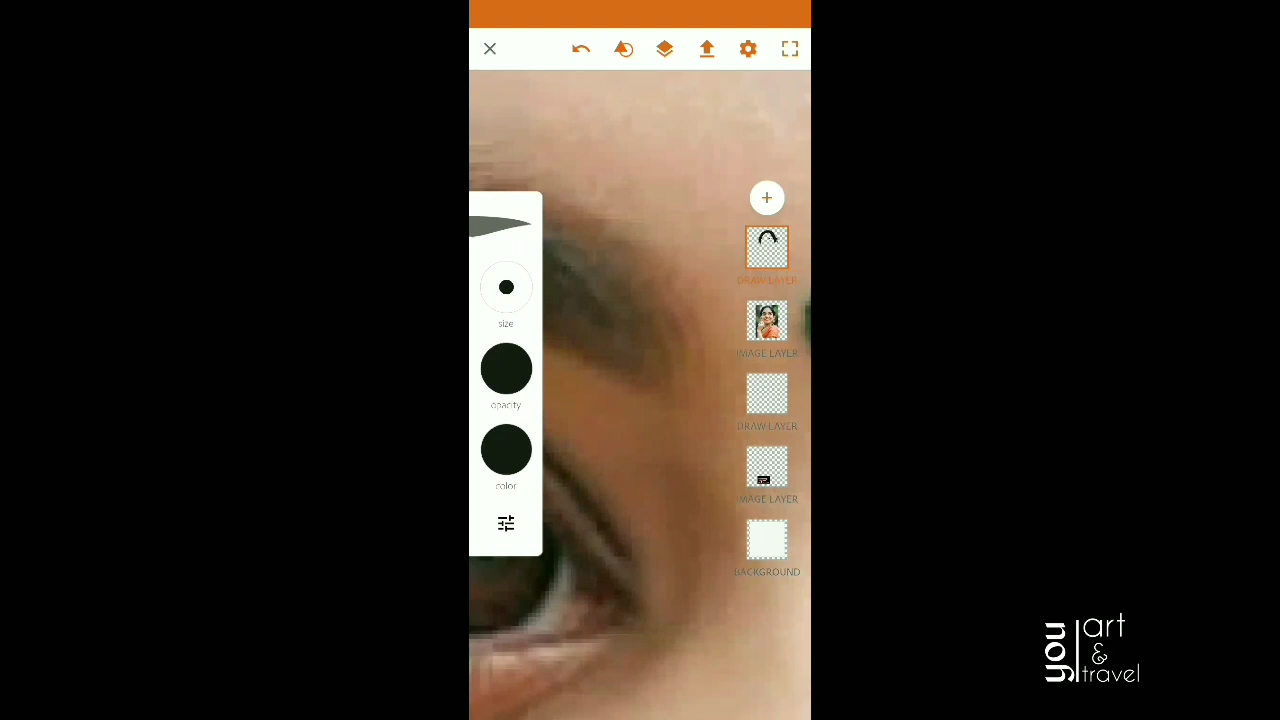 size
opacity
color
DRAW LAYER
IMAGE LAYER
DRAW LAYER
IMAGE LAYER
BACKGROUND
you
art
&
travel